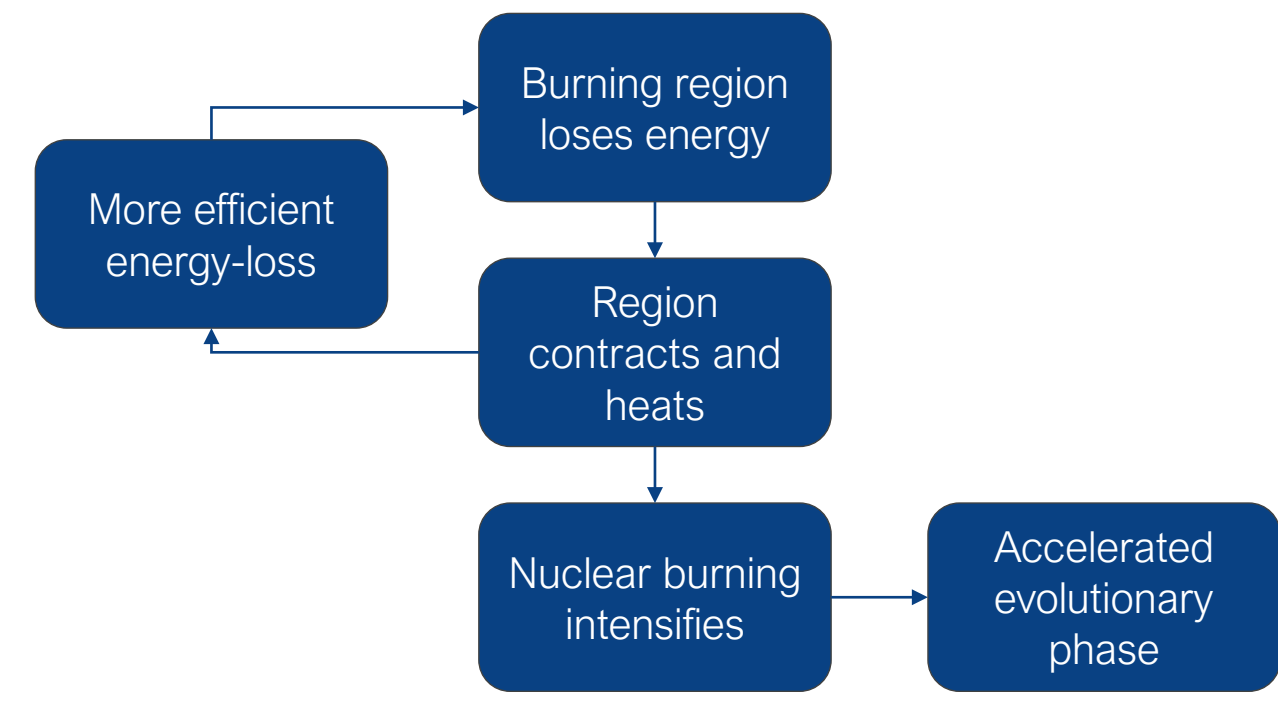 Burning region
loses energy
More efficient
energy-loss
Region
contracts and
heats
Nuclear burning
intensifies
Accelerated
evolutionary
phase